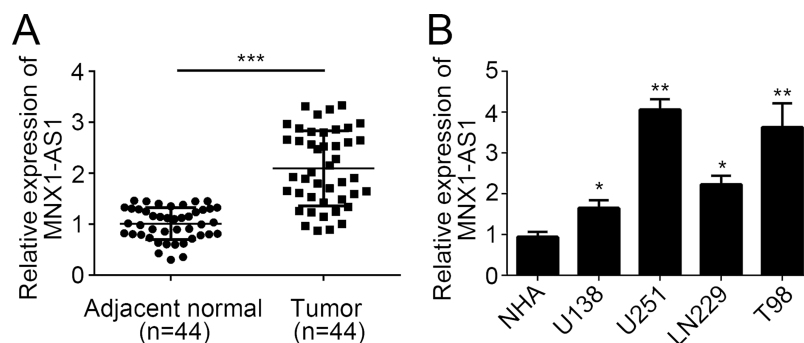 A
Relative expression of
MNX1-AS1
4
3
2
1
0
***
Adjacent normal
(n=44)
Tumor
(n=44)
B
Relative expression of
MNX1-AS1
5
4
3
2
1
0
*
**
*
**
NHA
U138
U251
LN229
T98